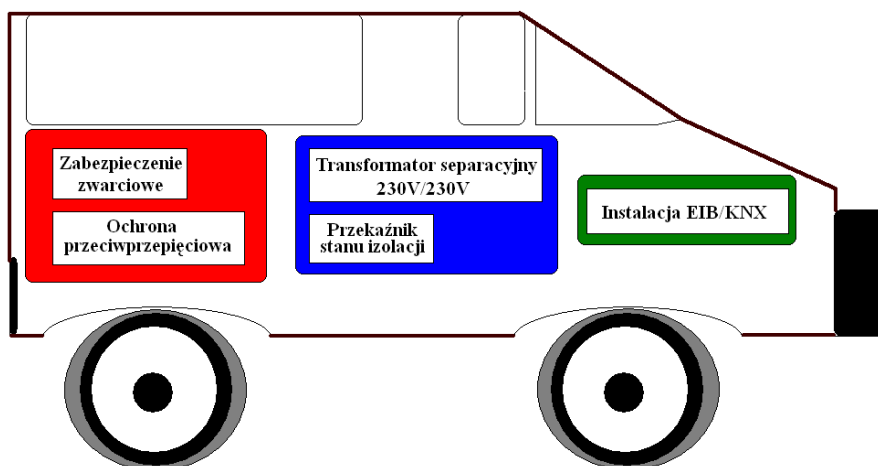 Zabezpieczenie
zwarciowe
Ochrona
przeciwprzepięciowa
Transformator separacyjny
230V/230V
Przekaźnik
stanu izolacji
Instalacja EIB/KNX